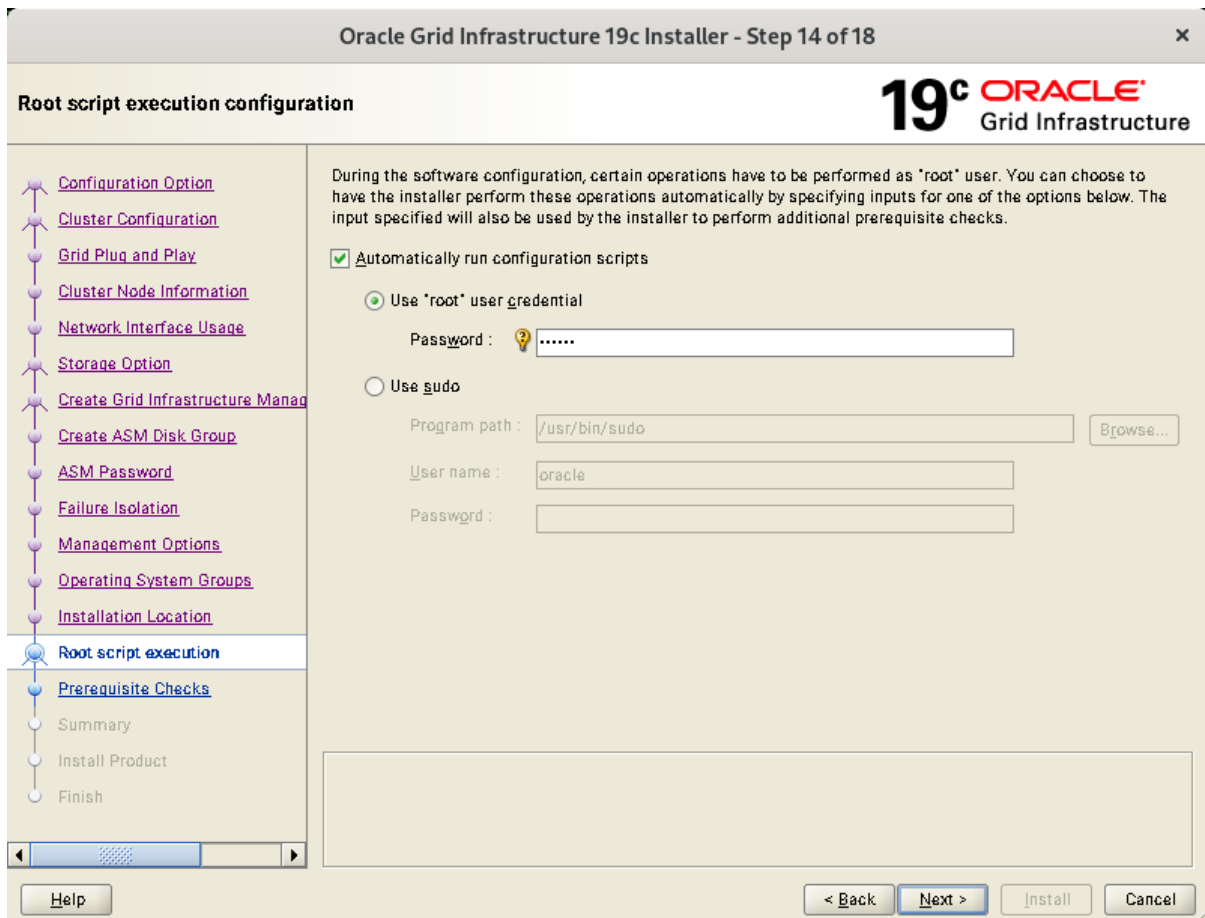 Oracle Grid Infrastructure 19c Installer - Step 14 of 18
Root script execution configuration
19c ORACLE
Grid Infrastructure
Configuration Option
Cluster Configuration
Grid Plug and Play
Cluster Node Information
Network Interface Usage
Storage Option
Create Grid Infrastructure Manag
Create ASM Disk Group
ASM Password
Failure Isolation
Management Options
Operating System Groups
Installation Location
Root script execution
Prerequisite Checks
Summary
Install Product
Finish
During the software configuration, certain operations have to be performed as "root" user. You can choose to
have the installer perform these operations automatically by specifying inputs for one of the options below. The
input specified will also be used by the installer to perform additional prerequisite checks.
Automatically run configuration scripts
Use "root" user credential
Password : ••••••
Use sudo
Program path : /usr/bin/sudo Browse...
User name : oracle
Password :
Help < Back Next > Install Cancel